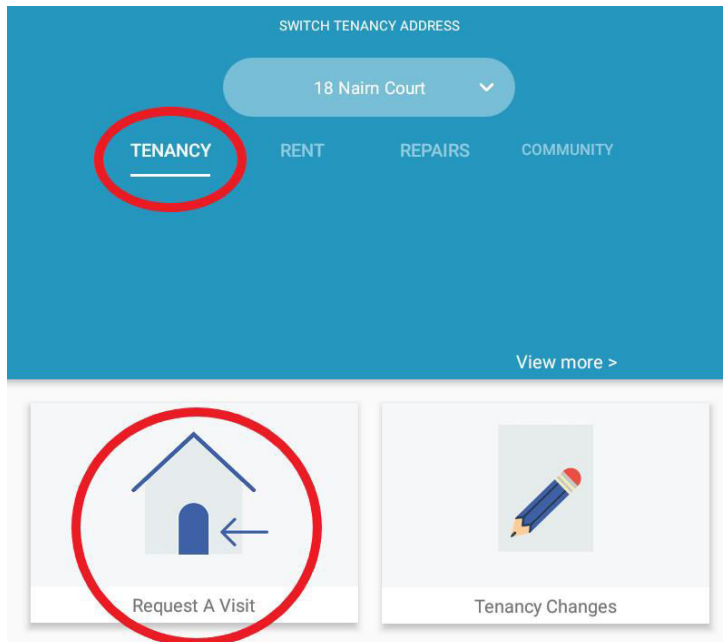 SWITCH TENANCY ADDRESS
18 Nairn Court
TENANCY RENT REPAIRS COMMUNITY
View more >
Request A Visit Tenancy Changes